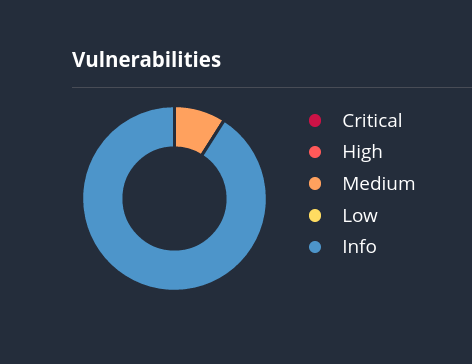 Vulnerabilities
Critical
High
Medium
Low
Info